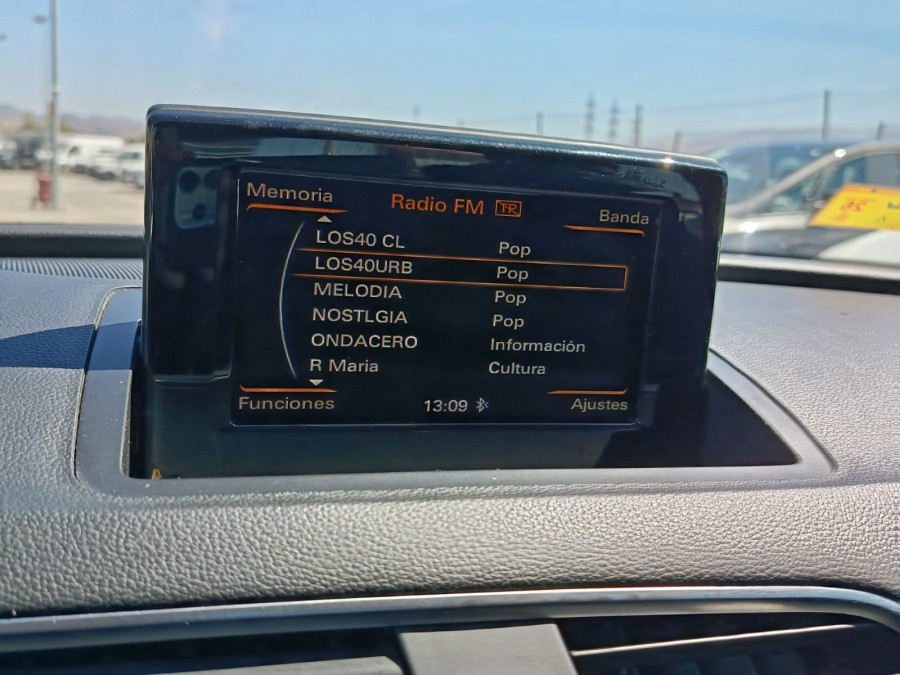 Memoria
Radio FM TP
Banda
LOS40 CL Pop
LOS40URB Pop
MELODIA Pop
NOSTLGIA Pop
ONDACERO Información
R Maria Cultura
Funciones
13:09
Ajustes